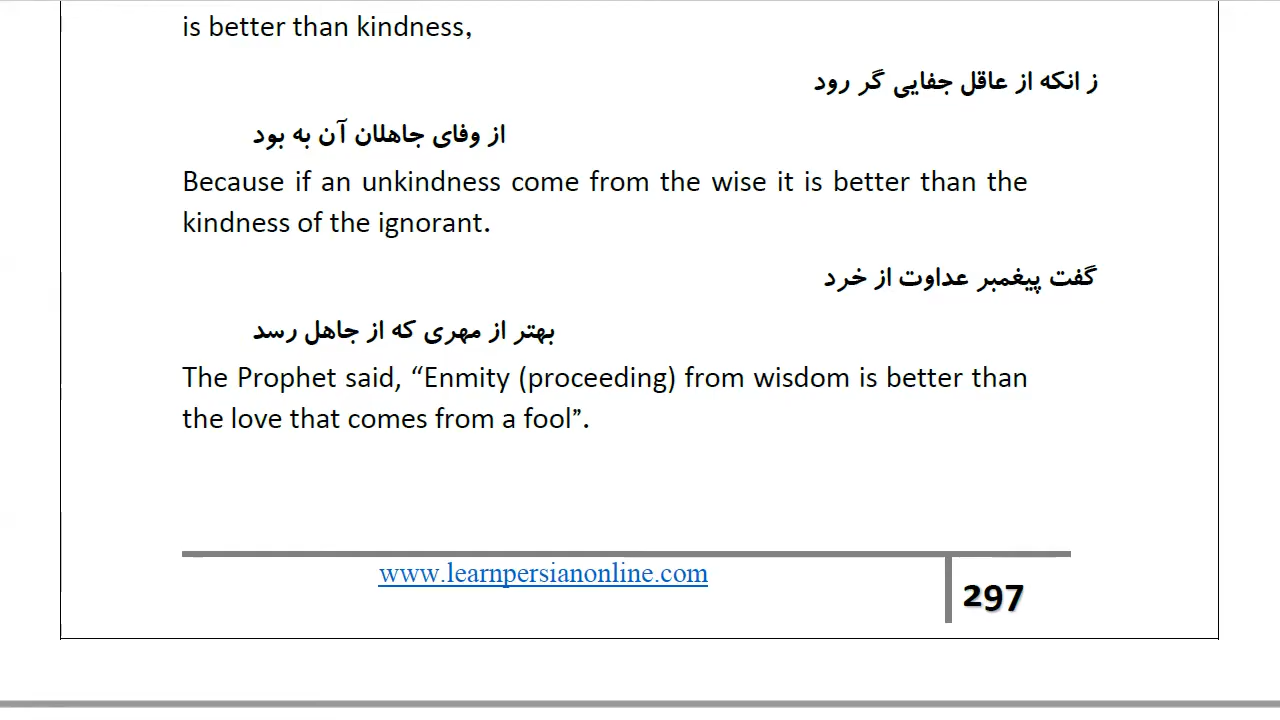 is better than kindness,
ز انکه از عاقل جفایی گر رود
از وفای جاهلان آن به بود
Because if an unkindness come from the wise it is better than the
kindness of the ignorant.
گفت پیغمبر عداوت از خرد
بهتر از مهری که از جاهل رسد
The Prophet said, “Enmity (proceeding) from wisdom is better than
the love that comes from a fool”.
www.learnpersianonline.com
297